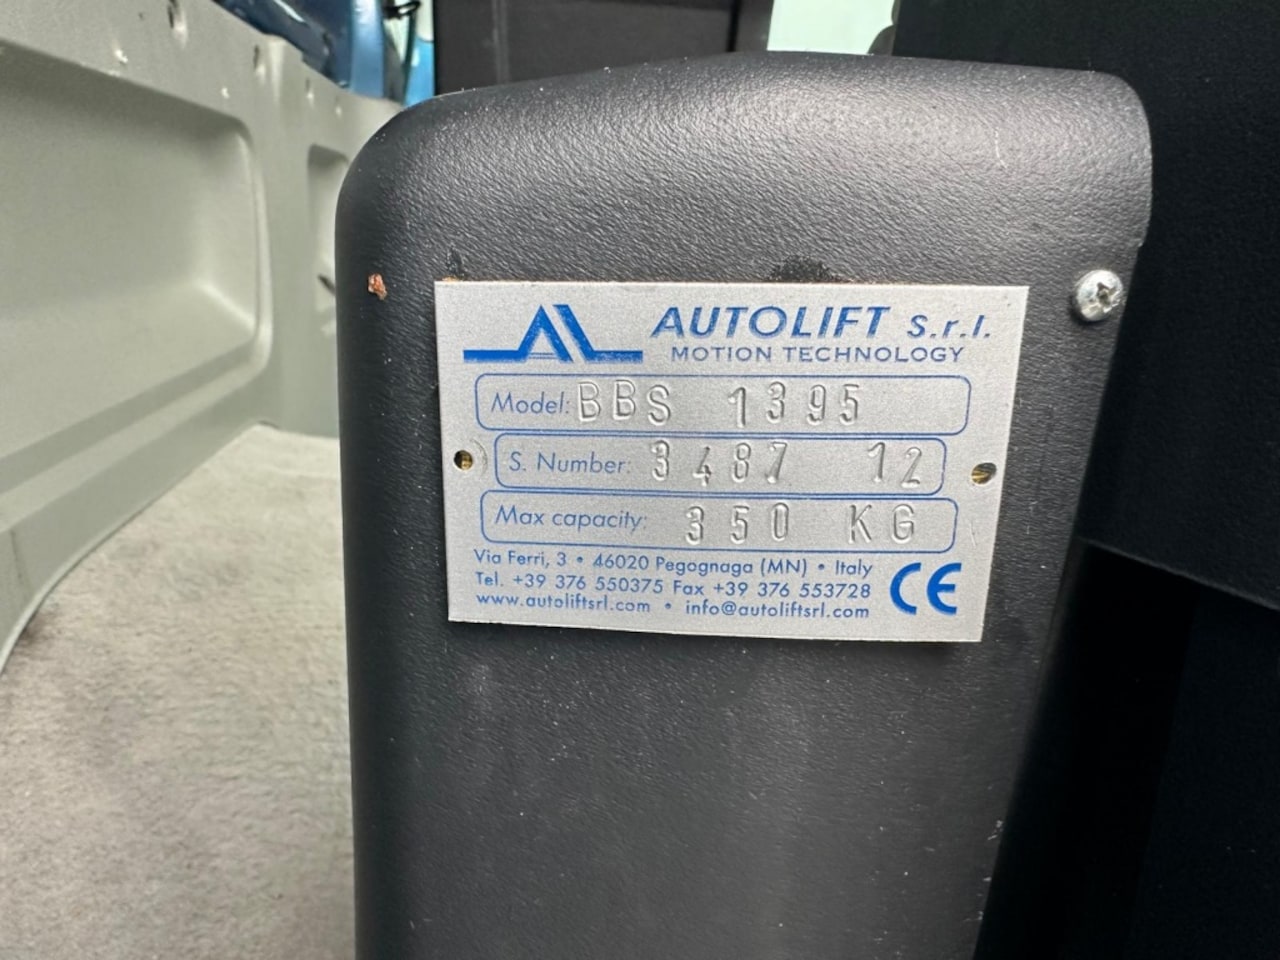 AUTOLIFT S.r.l.
MOTION TECHNOLOGY
Model: BBS 1395
S. Number: 3487 12
Max capacity: 350 KG
Via Ferri, 3 • 46020 Pegognaga (MN) • Italy
Tel. +39 376 550375 Fax +39 376 553728
www.autoliftsrl.com • info@autoliftsrl.com
CE